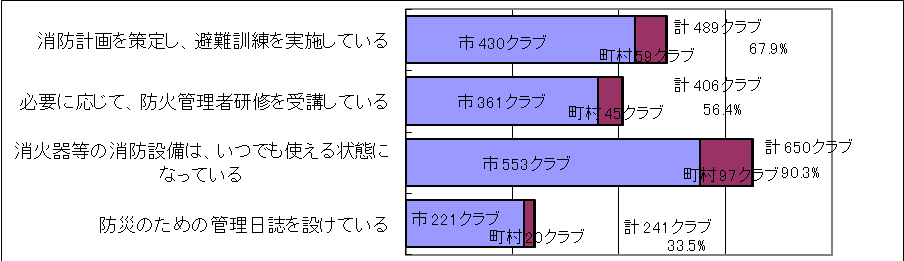 消防計画を策定し、避難訓練を実施している
市430クラブ
町村59クラブ
計489クラブ
67.9%
必要に応じて、防火管理者研修を受講している
市361クラブ
町村45クラブ
計406クラブ
56.4%
消火器等の消防設備は、いつでも使える状態に
なっている
市553クラブ
町村97クラブ
計650クラブ
90.3%
防災のための管理日誌を設けている
市221クラブ
町村20クラブ
計241クラブ
33.5%